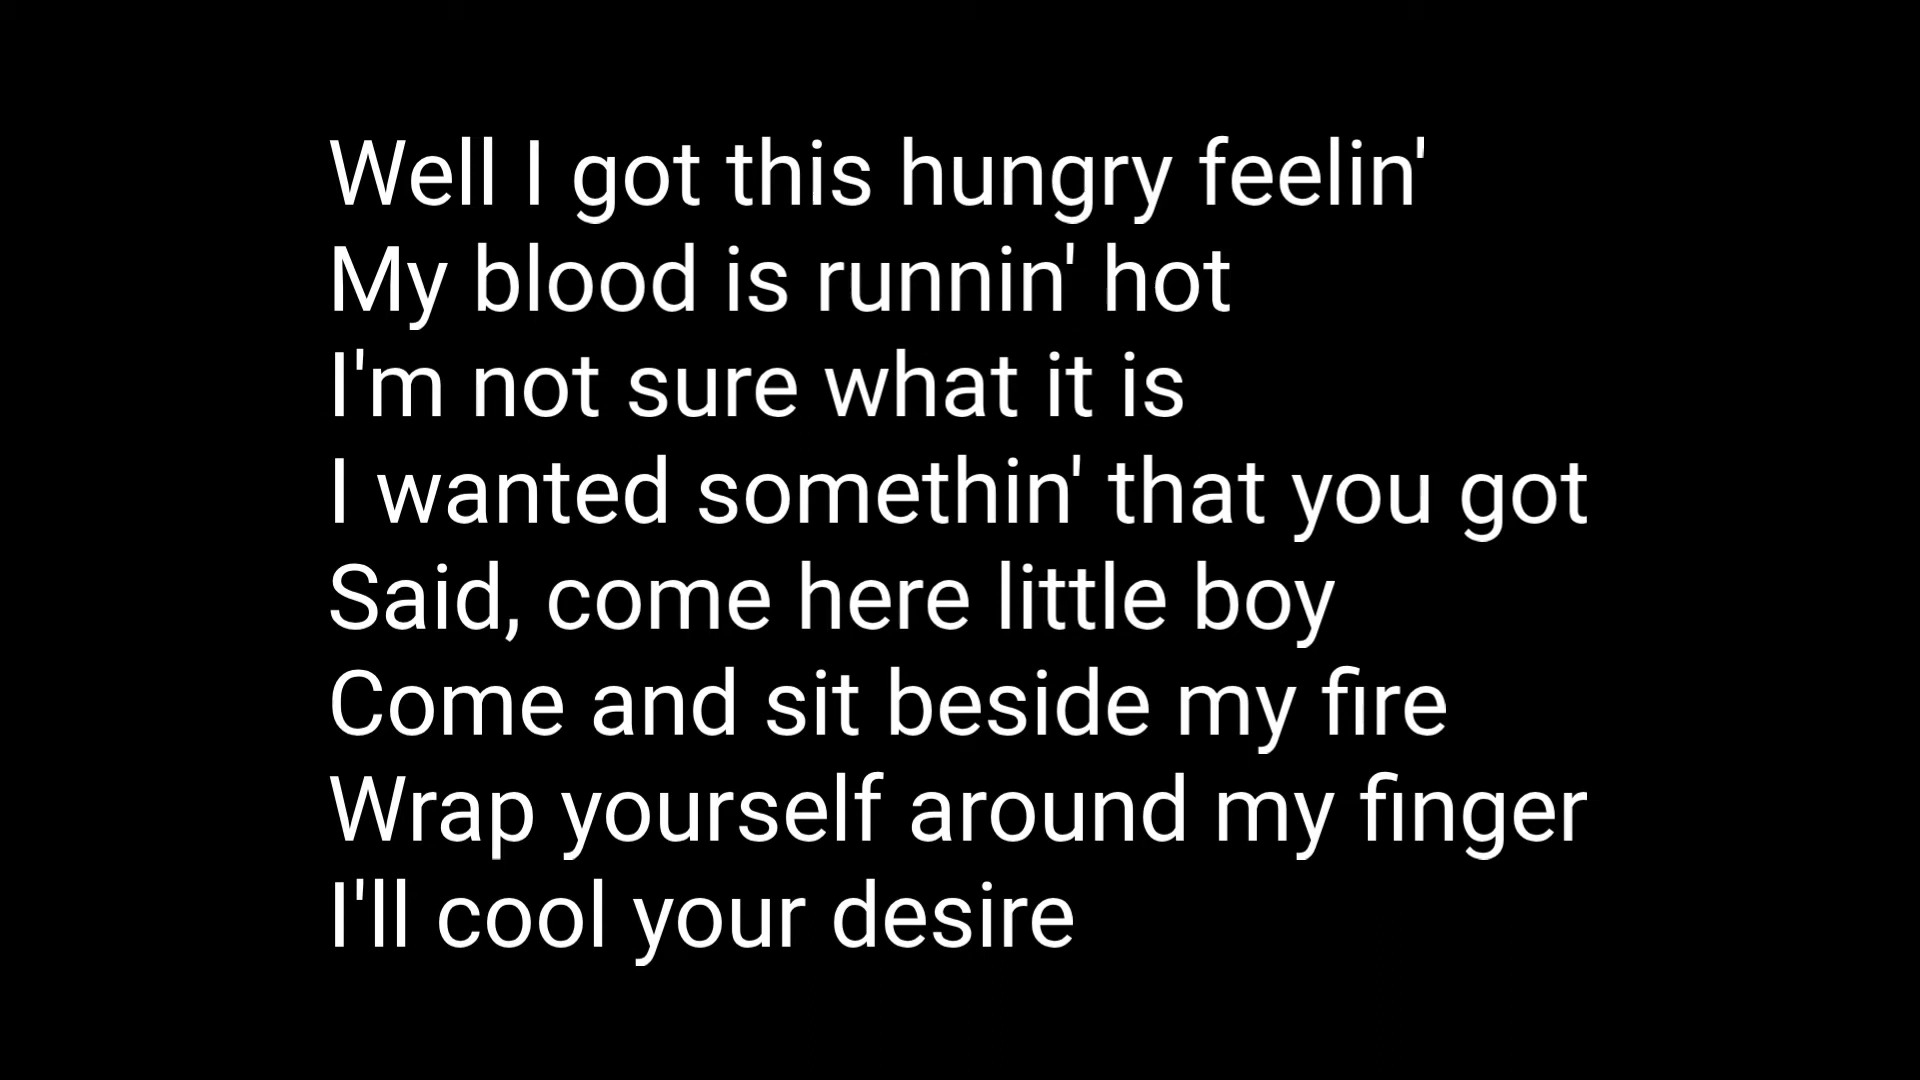 Well I got this hungry feelin'
My blood is runnin' hot
I'm not sure what it is
I wanted somethin' that you got
Said, come here little boy
Come and sit beside my fire
Wrap yourself around my finger
I'll cool your desire